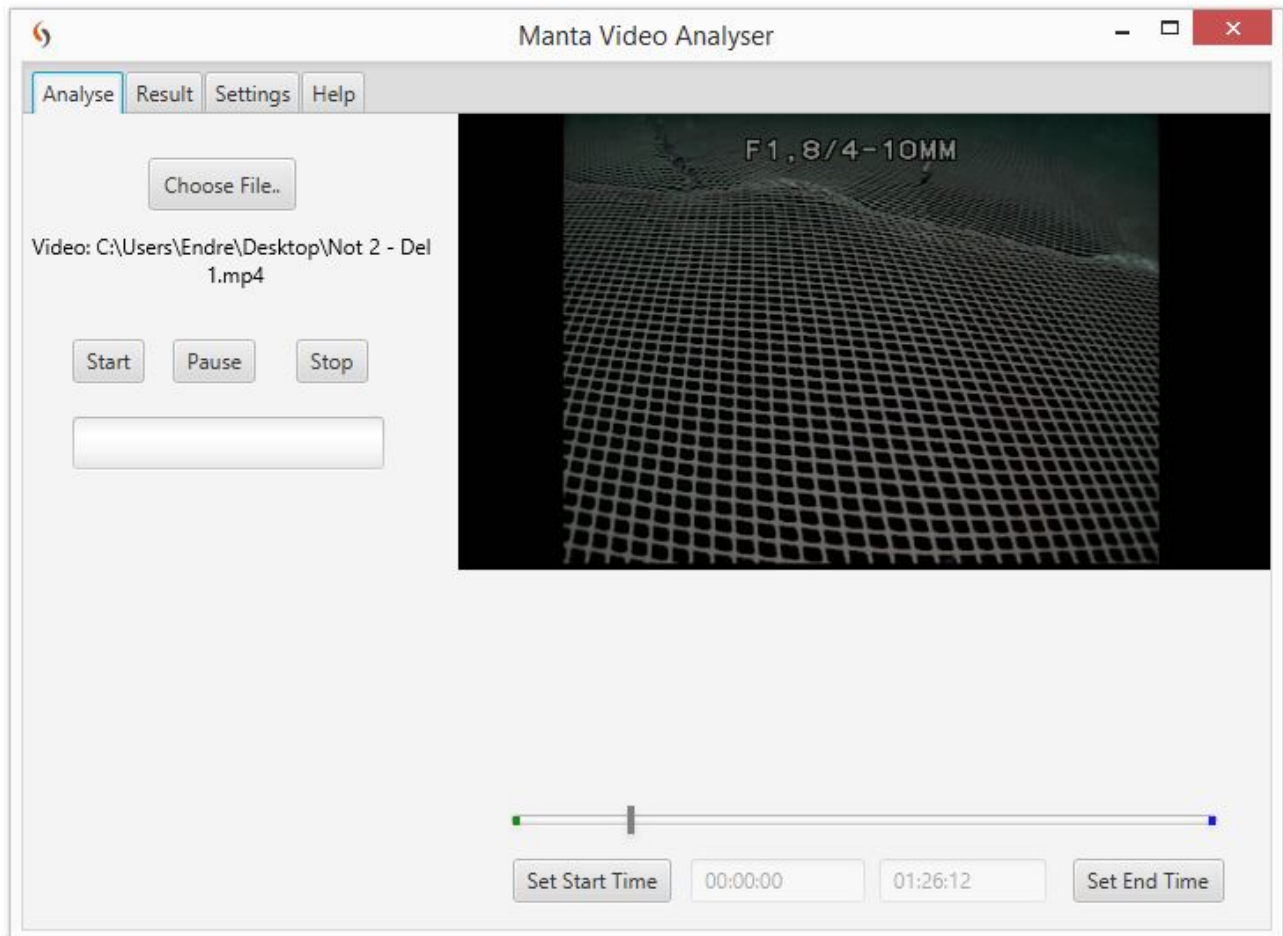 Manta Video Analyser
Analyse Result Settings Help
F1,8/4-10MM
Choose File..
Video: C:\Users\Endre\Desktop\Not 2 - Del
1.mp4
Start Pause Stop
Set Start Time 00:00:00 01:26:12 Set End Time